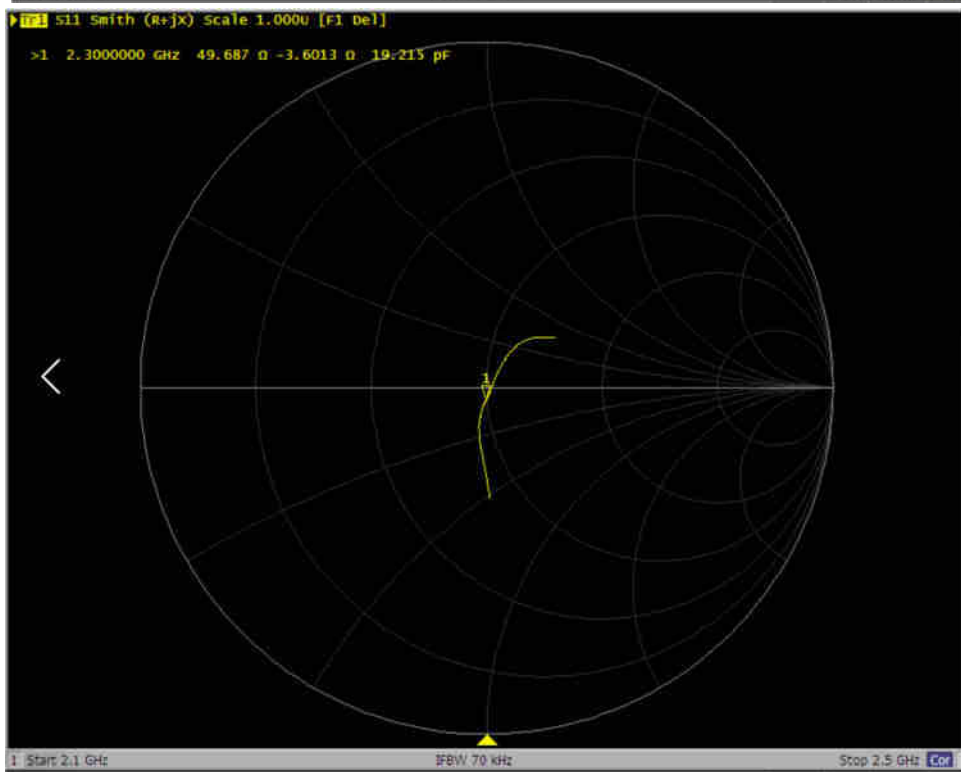 Tr1 S11 Smith (R+jX) Scale 1.000U [F1 Del]
>1 2.3000000 GHz 49.687 Ω -3.6013 Ω 19.215 pF
1
1 Start 2.1 GHz IFBW 70 kHz Stop 2.5 GHz Cor